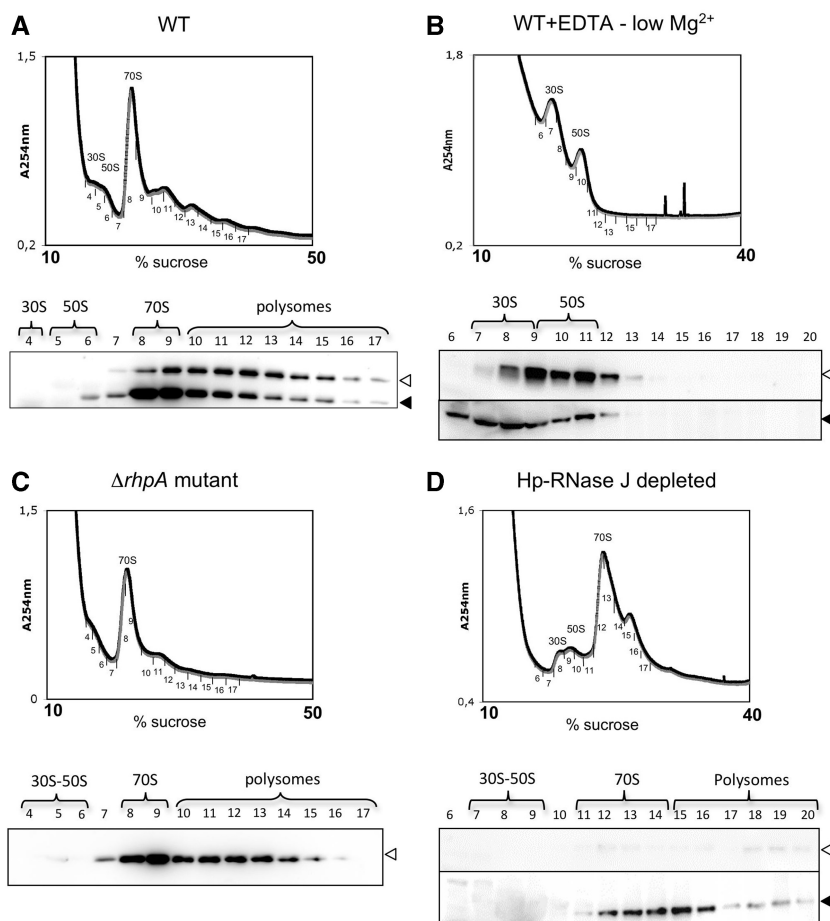 A WT
1,5
70S
30S
50S
4 5 6 7 8 9 10 11 12 13 14 15 16 17
A254nm
0,2
10 50
% sucrose
30S 50S 70S polysomes
4 5 6 7 8 9 10 11 12 13 14 15 16 17
B WT+EDTA - low Mg2+
1,8
30S
50S
6 7 8 9 10 11 12 13 15 17
A254nm
0,2
10 40
% sucrose
30S 50S
6 7 8 9 10 11 12 13 14 15 16 17 18 19 20
C ΔrhpA mutant
1,5
70S
4 5 6 7 8 9 10 11 12 13 14 15 16 17
A254nm
0
10 50
% sucrose
30S-50S 70S polysomes
4 5 6 7 8 9 10 11 12 13 14 15 16 17
D Hp-RNase J depleted
1,6
70S
50S
30S
6 7 8 9 10 11 12 13 14 15 16 17
A254nm
0,4
10 40
% sucrose
30S-50S 70S Polysomes
6 7 8 9 10 11 12 13 14 15 16 17 18 19 20